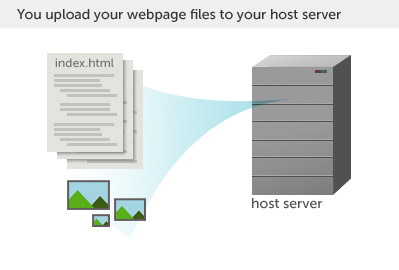 You upload your webpage files to your host server
index.html
host server